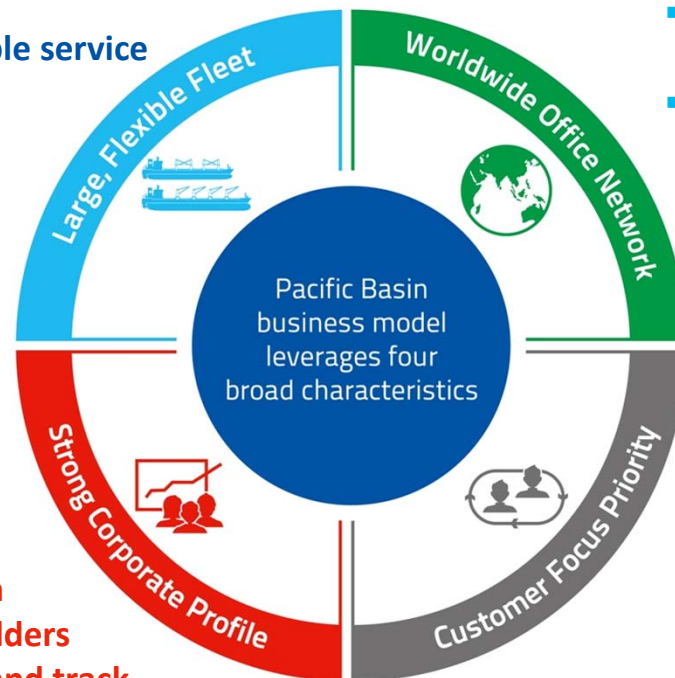 ble service
Large, Flexible Fleet
Worldwide Office Network
Pacific Basin
business model
leverages four
broad characteristics
Strong Corporate Profile
Customer Focus Priority
lders
and track